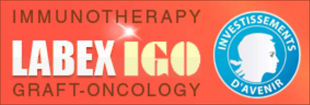 IMMUNOTHERAPY
LABEX IGO
GRAFT-ONCOLOGY
INVESTISSEMENTS
D'AVENIR